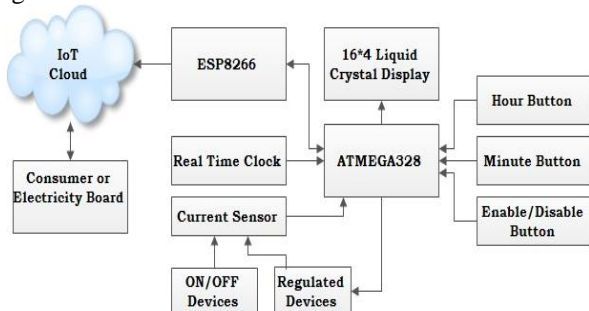 IoT
Cloud
ESP8266
16*4 Liquid
Crystal Display
Hour Button
Real Time Clock
ATMEGA328
Minute Button
Consumer or
Electricity Board
Current Sensor
Enable/Disable
Button
ON/OFF
Devices
Regulated
Devices